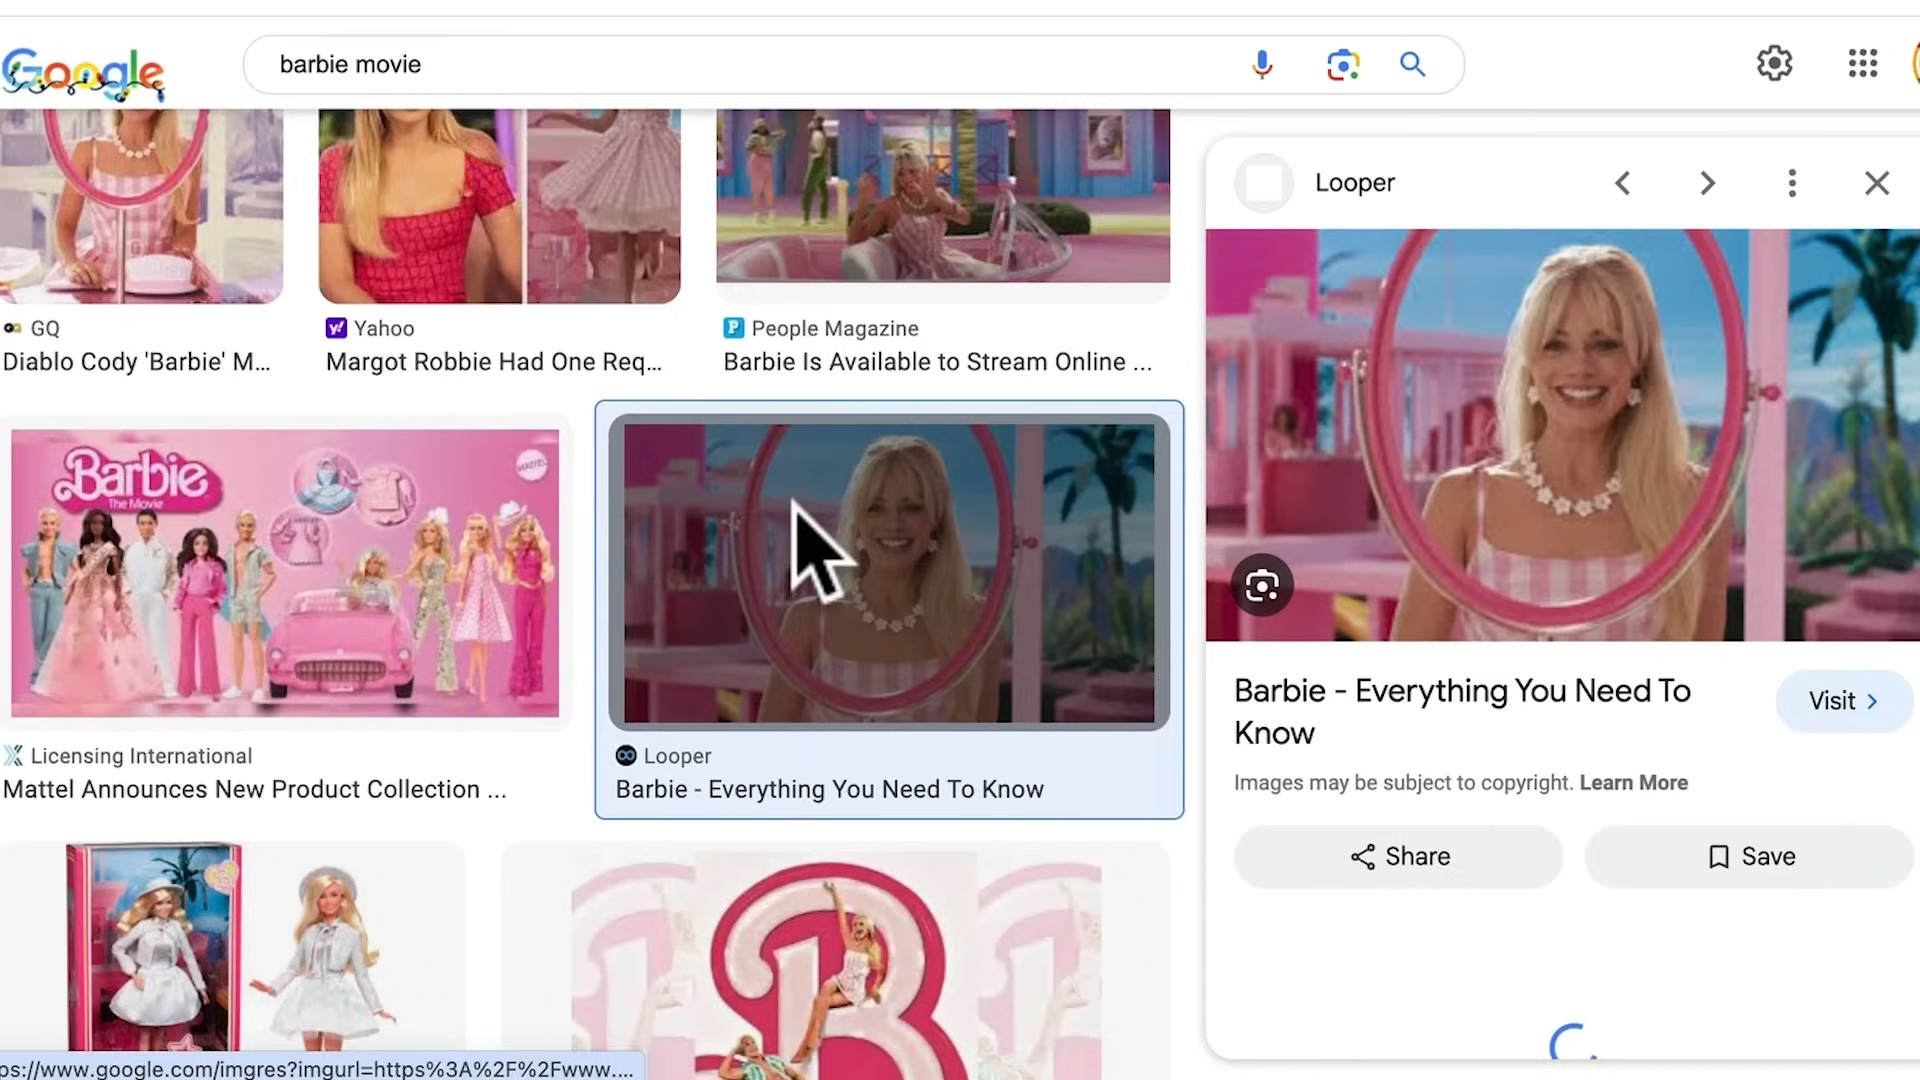 Google
barbie movie
GQ
Diablo Cody 'Barbie' M...
Yahoo
Margot Robbie Had One Req...
P People Magazine
Barbie Is Available to Stream Online ...
Barbie
The Movie
MATTEL
Licensing International
Mattel Announces New Product Collection ...
Looper
Barbie - Everything You Need To Know
B
ps://www.google.com/imgres?imgurl=https%3A%2F%2Fwww....
Looper
Barbie - Everything You Need To
Know
Visit
Images may be subject to copyright. Learn More
Share
Save